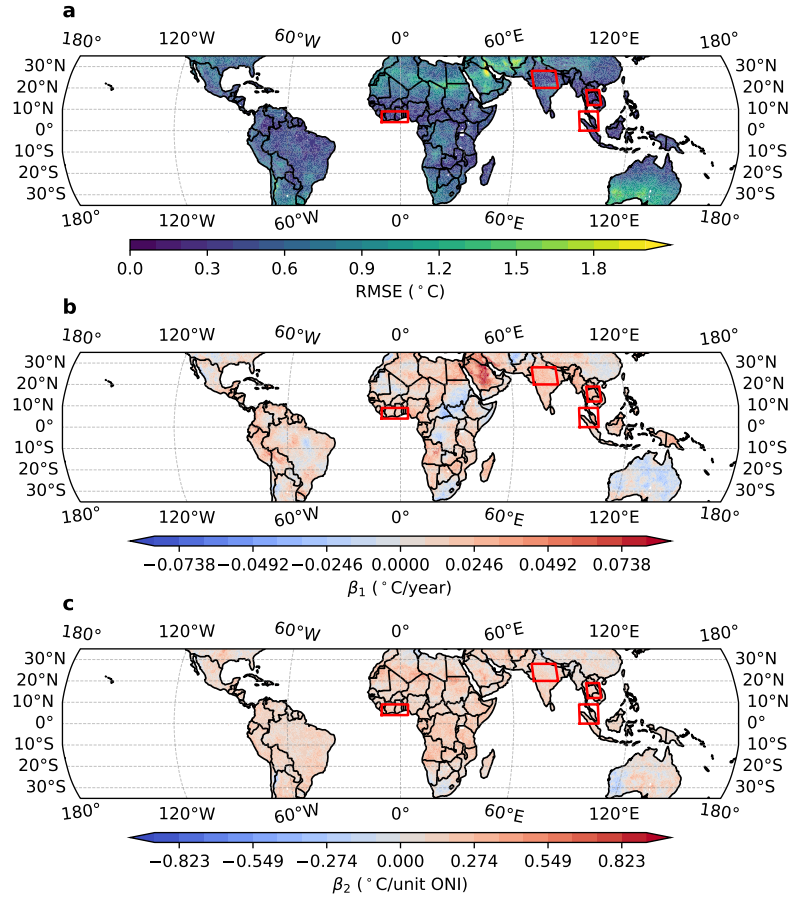 a
180° 120°W 60°W 0° 60°E 120°E 180°
30°N 30°N
20°N 20°N
10°N 10°N
0° 0°
10°S 10°S
20°S 20°S
30°S 30°S
180° 120°W 60°W 0° 60°E 120°E 180°
0.0 0.3 0.6 0.9 1.2 1.5 1.8
RMSE (°C)
b
180° 120°W 60°W 0° 60°E 120°E 180°
30°N 30°N
20°N 20°N
10°N 10°N
0° 0°
10°S 10°S
20°S 20°S
30°S 30°S
180° 120°W 60°W 0° 60°E 120°E 180°
−0.0738 −0.0492 −0.0246 0.0000 0.0246 0.0492 0.0738
β₁ (°C/year)
c
180° 120°W 60°W 0° 60°E 120°E 180°
30°N 30°N
20°N 20°N
10°N 10°N
0° 0°
10°S 10°S
20°S 20°S
30°S 30°S
180° 120°W 60°W 0° 60°E 120°E 180°
−0.823 −0.549 −0.274 0.000 0.274 0.549 0.823
β₂ (°C/unit ONI)